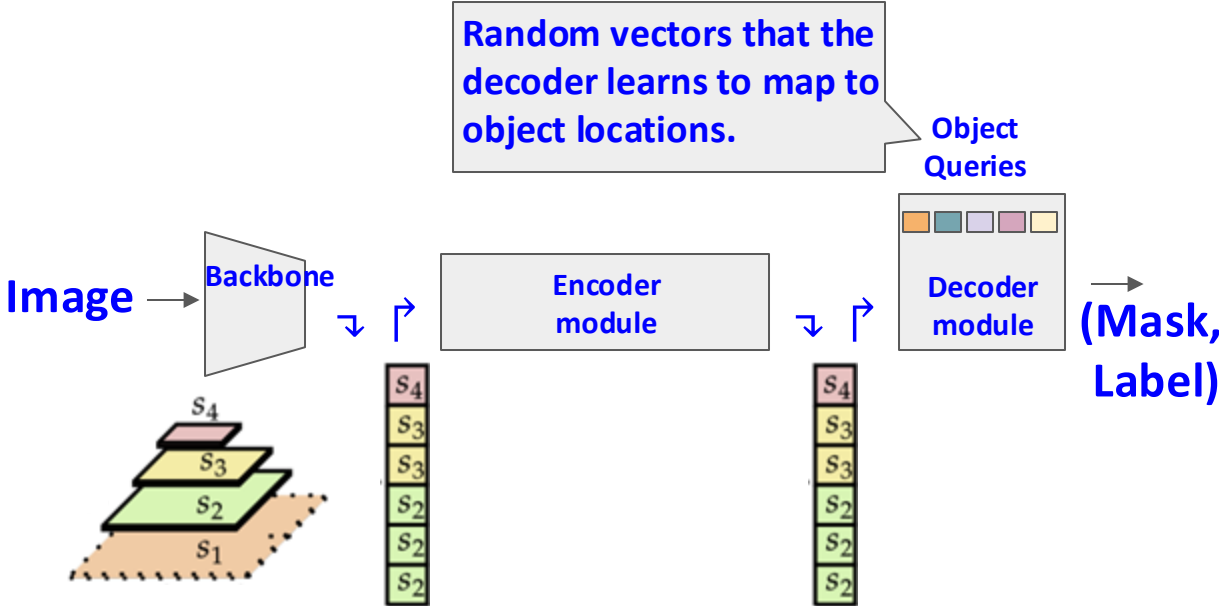 Random vectors that the
decoder learns to map to
object locations.
Object
Queries
Image
Backbone
Encoder
module
Decoder
module
(Mask,
Label)
s4
s3
s2
s1
s4
s3
s3
s2
s2
s2
s4
s3
s3
s2
s2
s2